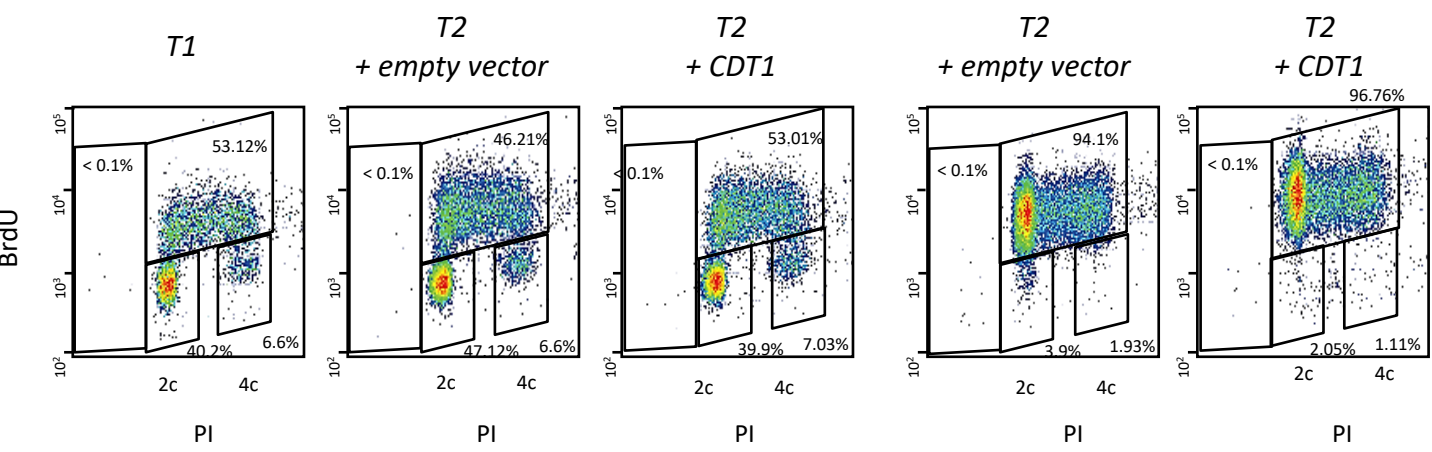 T1
T2
+ empty vector
T2
+ CDT1
T2
+ empty vector
T2
+ CDT1
BrdU
10⁵
10⁴
10³
10²
< 0.1%
53.12%
40.2%
6.6%
2c
4c
PI
10⁵
10⁴
10³
10²
< 0.1%
46.21%
47.12%
6.6%
2c
4c
PI
10⁵
10⁴
10³
10²
< 0.1%
53.01%
39.9%
7.03%
2c
4c
PI
10⁵
10⁴
10³
10²
< 0.1%
94.1%
3.9%
1.93%
2c
4c
PI
96.76%
10⁵
10⁴
10³
10²
< 0.1%
2.05%
1.11%
2c
4c
PI